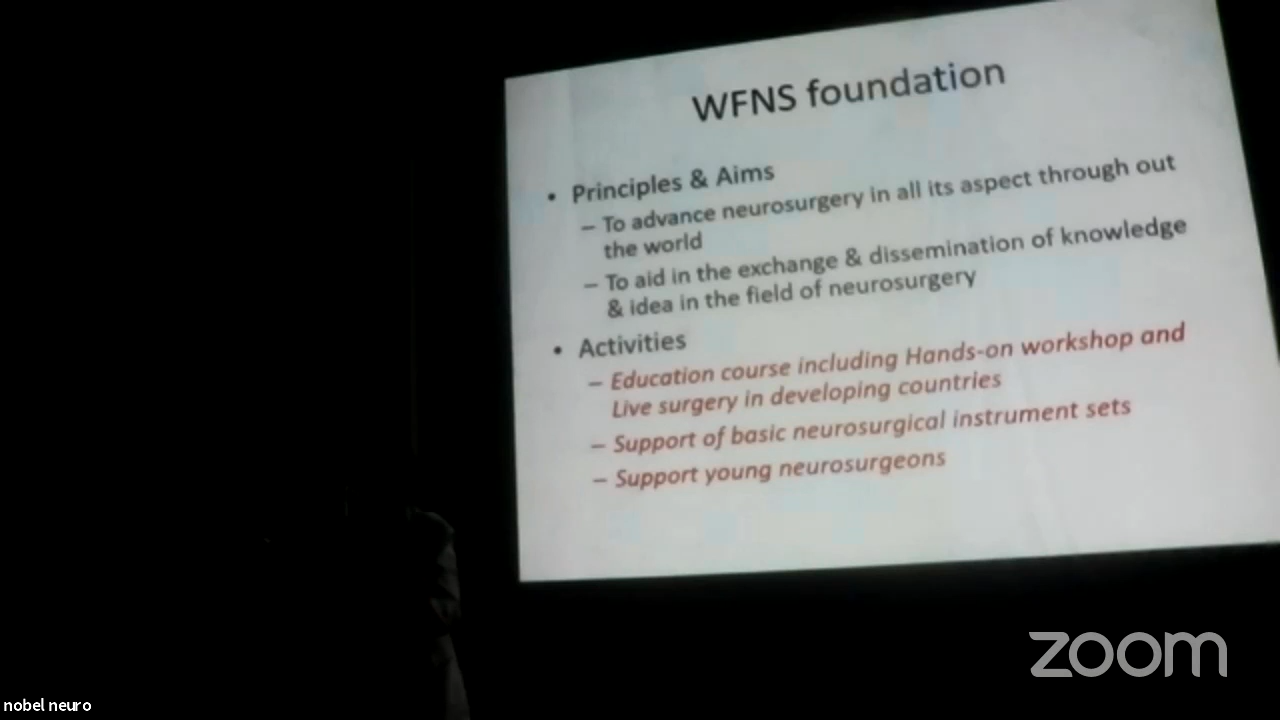 WFNS foundation
• Principles & Aims
– To advance neurosurgery in all its aspect through out
the world
– To aid in the exchange & dissemination of knowledge
& idea in the field of neurosurgery
• Activities
– Education course including Hands-on workshop and
Live surgery in developing countries
– Support of basic neurosurgical instrument sets
– Support young neurosurgeons
zoom
nobel neuro